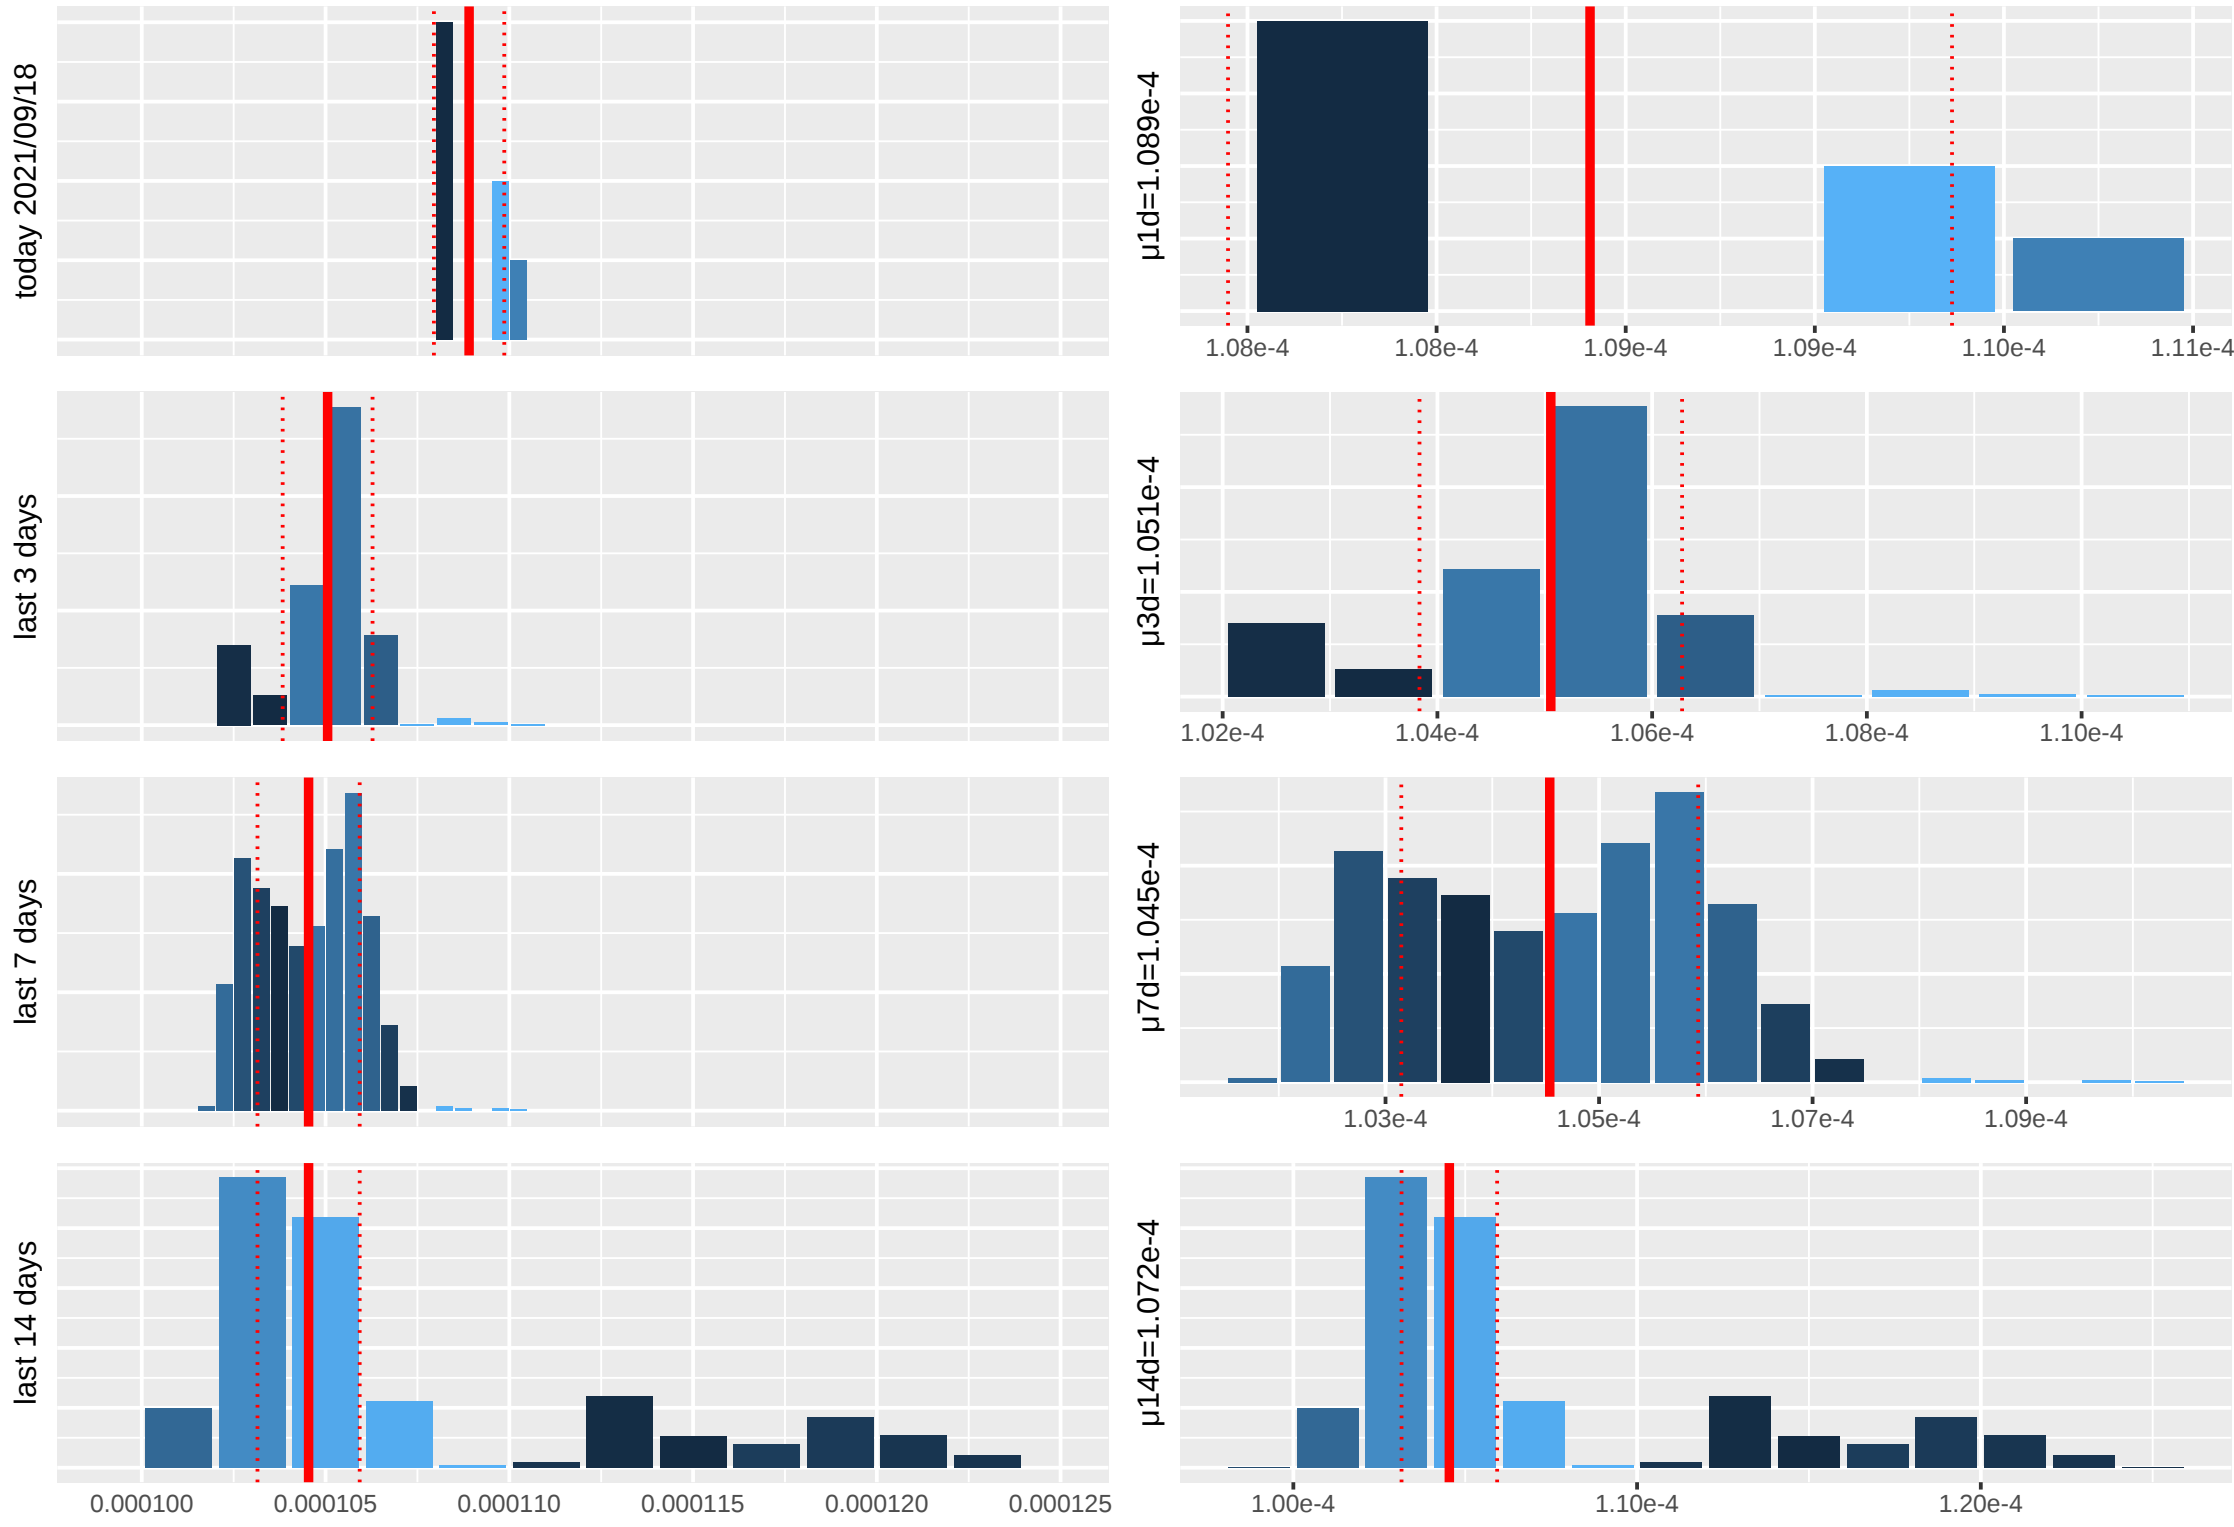 today 2021/09/18
µ1d=1.089e-4
1.08e-4 1.08e-4 1.09e-4 1.09e-4 1.10e-4 1.11e-4
last 3 days
µ3d=1.051e-4
1.02e-4 1.04e-4 1.06e-4 1.08e-4 1.10e-4
last 7 days
µ7d=1.045e-4
1.03e-4 1.05e-4 1.07e-4 1.09e-4
last 14 days
µ14d=1.072e-4
0.000100 0.000105 0.000110 0.000115 0.000120 0.000125
1.00e-4 1.10e-4 1.20e-4